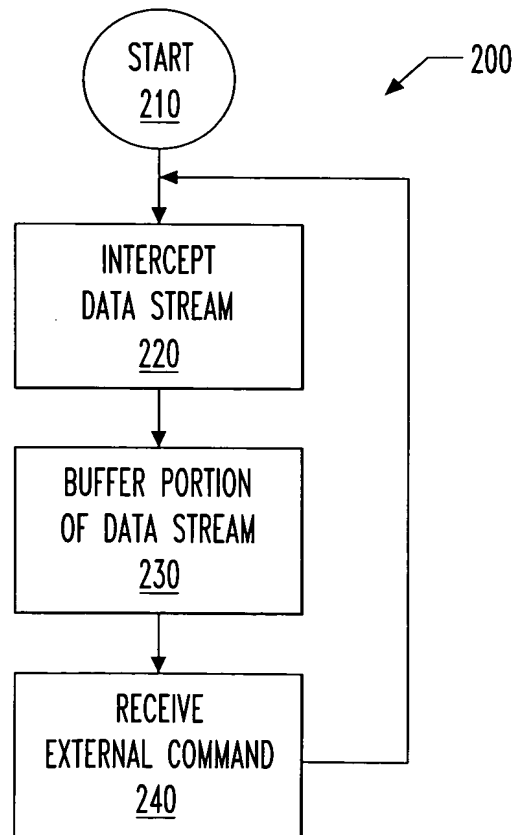 START
210
200
INTERCEPT
DATA STREAM
220
BUFFER PORTION
OF DATA STREAM
230
RECEIVE
EXTERNAL COMMAND
240